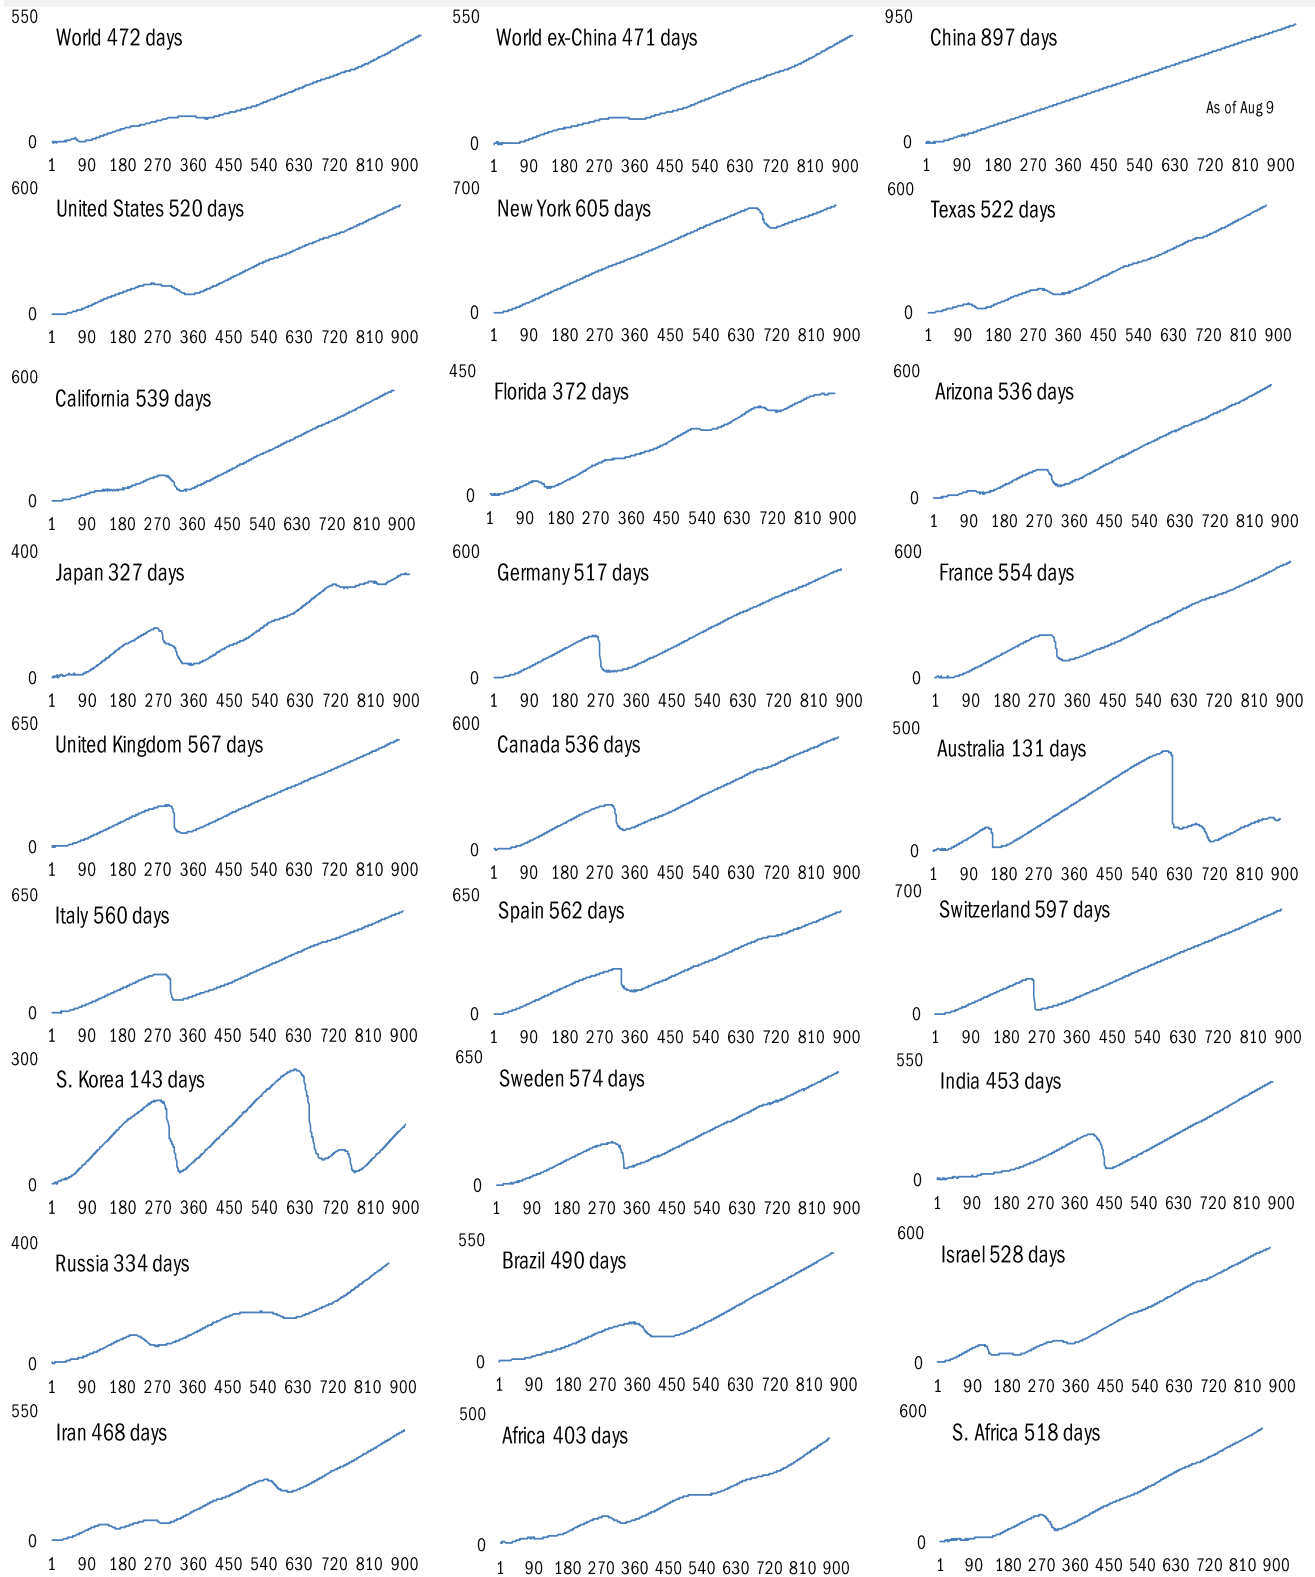 550 550 950
World 472 days World ex-China 471 days China 897 days
As of Aug 9
0 0 0
1 90 180 270 360 450 540 630 720 810 900 1 90 180 270 360 450 540 630 720 810 900 1 90 180 270 360 450 540 630 720 810 900
600 700 600
United States 520 days New York 605 days Texas 522 days
0 0 0
1 90 180 270 360 450 540 630 720 810 900 1 90 180 270 360 450 540 630 720 810 900 1 90 180 270 360 450 540 630 720 810 900
600 450 600
California 539 days Florida 372 days Arizona 536 days
0 0 0
1 90 180 270 360 450 540 630 720 810 900 1 90 180 270 360 450 540 630 720 810 900 1 90 180 270 360 450 540 630 720 810 900
400 600 600
Japan 327 days Germany 517 days France 554 days
0 0 0
1 90 180 270 360 450 540 630 720 810 900 1 90 180 270 360 450 540 630 720 810 900 1 90 180 270 360 450 540 630 720 810 900
650 600 500
United Kingdom 567 days Canada 536 days Australia 131 days
0 0 0
1 90 180 270 360 450 540 630 720 810 900 1 90 180 270 360 450 540 630 720 810 900 1 90 180 270 360 450 540 630 720 810 900
650 650 700
Italy 560 days Spain 562 days Switzerland 597 days
0 0 0
1 90 180 270 360 450 540 630 720 810 900 1 90 180 270 360 450 540 630 720 810 900 1 90 180 270 360 450 540 630 720 810 900
300 650 550
S. Korea 143 days Sweden 574 days India 453 days
0 0 0
1 90 180 270 360 450 540 630 720 810 900 1 90 180 270 360 450 540 630 720 810 900 1 90 180 270 360 450 540 630 720 810 900
400 550 600
Russia 334 days Brazil 490 days Israel 528 days
0 0 0
1 90 180 270 360 450 540 630 720 810 900 1 90 180 270 360 450 540 630 720 810 900 1 90 180 270 360 450 540 630 720 810 900
550 500 600
Iran 468 days Africa 403 days S. Africa 518 days
0 0 0
1 90 180 270 360 450 540 630 720 810 900 1 90 180 270 360 450 540 630 720 810 900 1 90 180 270 360 450 540 630 720 810 900